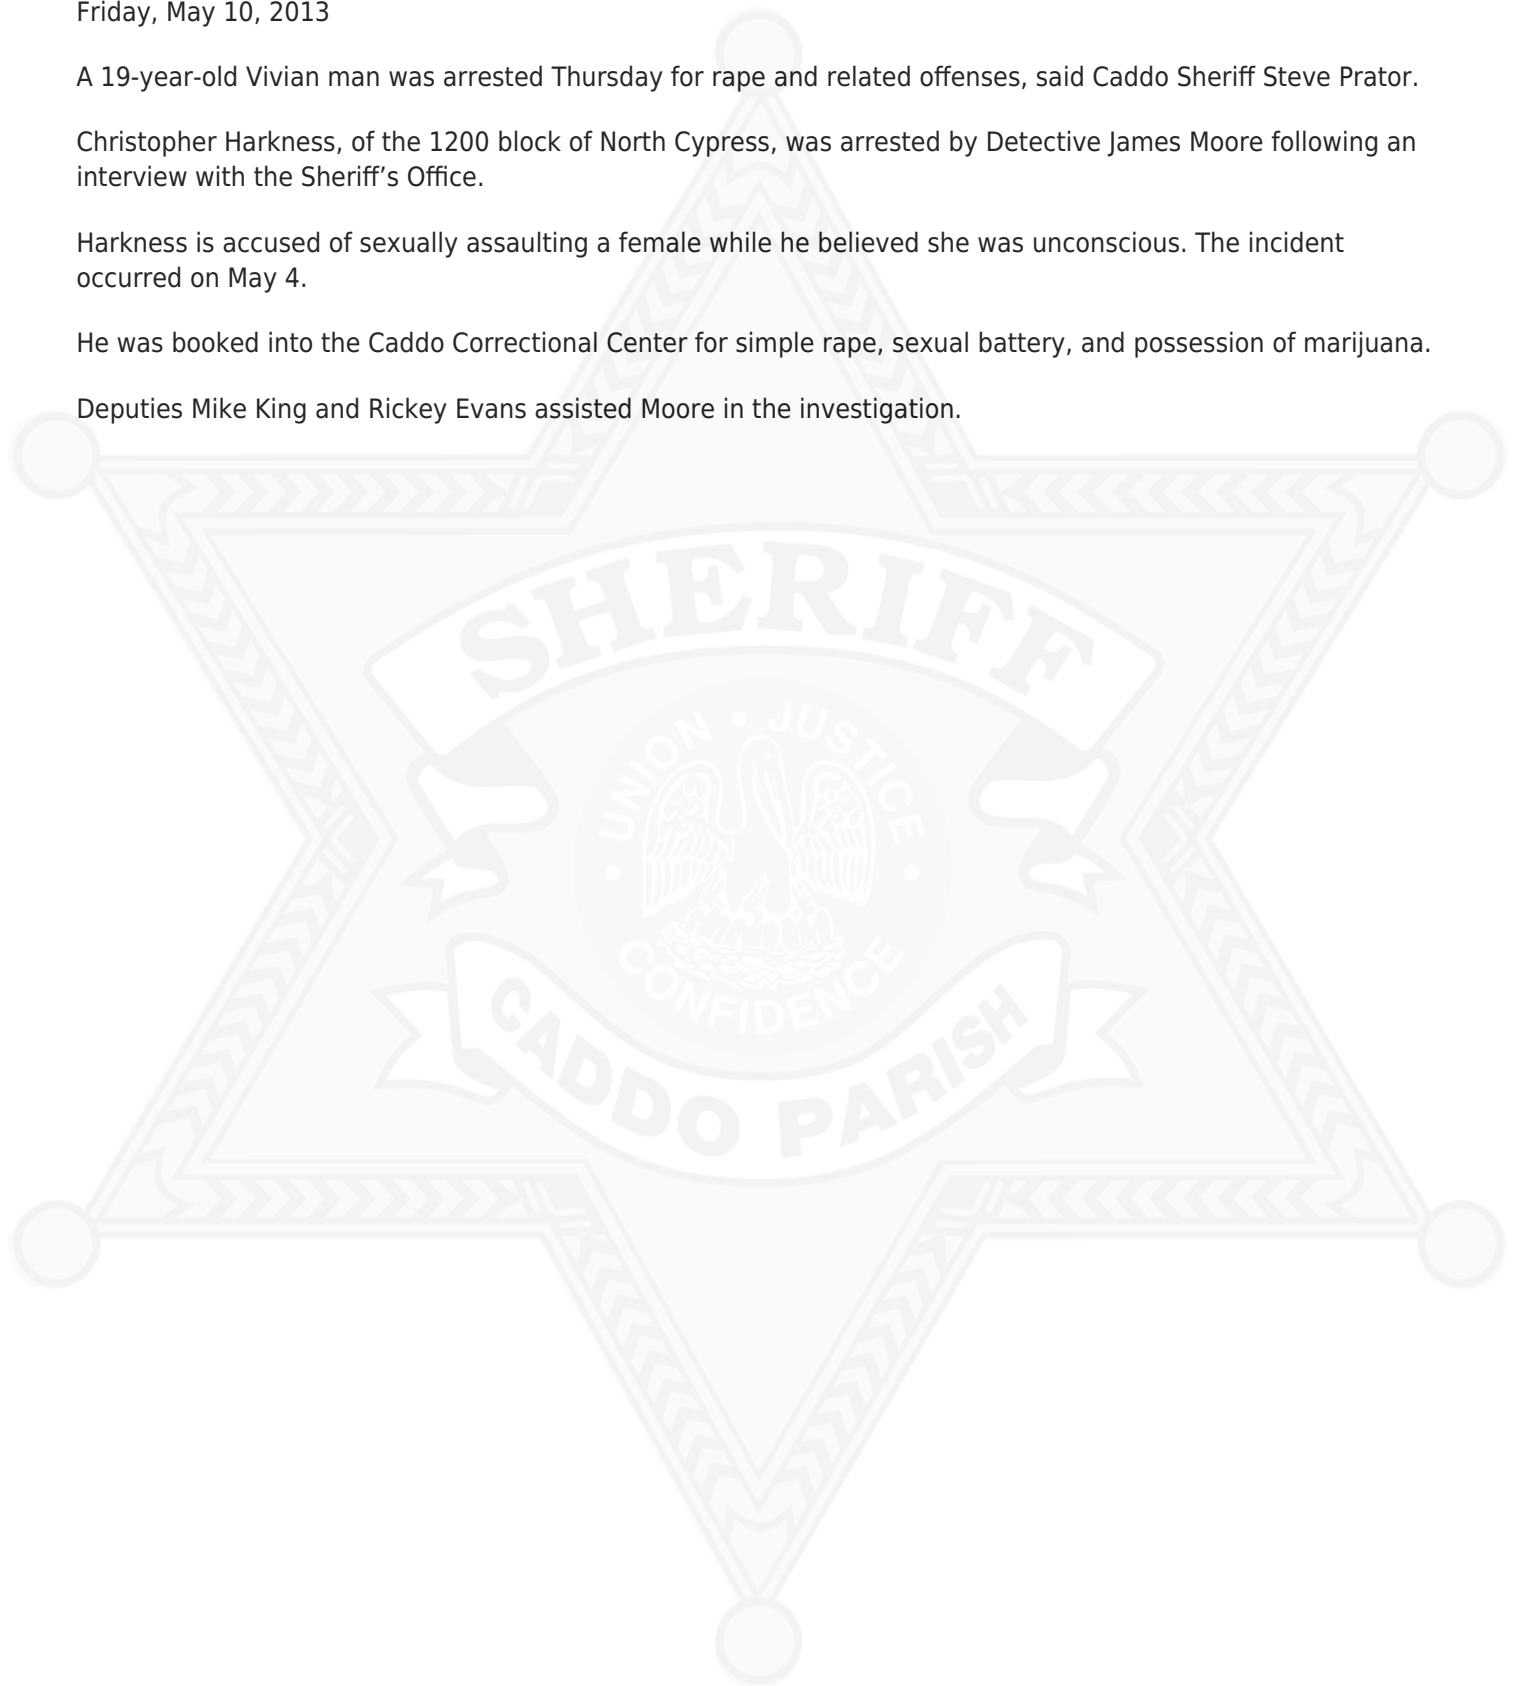 Friday, May 10, 2013
A 19-year-old Vivian man was arrested Thursday for rape and related offenses, said Caddo Sheriff Steve Prator.
Christopher Harkness, of the 1200 block of North Cypress, was arrested by Detective James Moore following an
interview with the Sheriff’s Office.
Harkness is accused of sexually assaulting a female while he believed she was unconscious. The incident
occurred on May 4.
He was booked into the Caddo Correctional Center for simple rape, sexual battery, and possession of marijuana.
Deputies Mike King and Rickey Evans assisted Moore in the investigation.
SHERIFF
UNION • JUSTICE
• CONFIDENCE •
CADDO PARISH